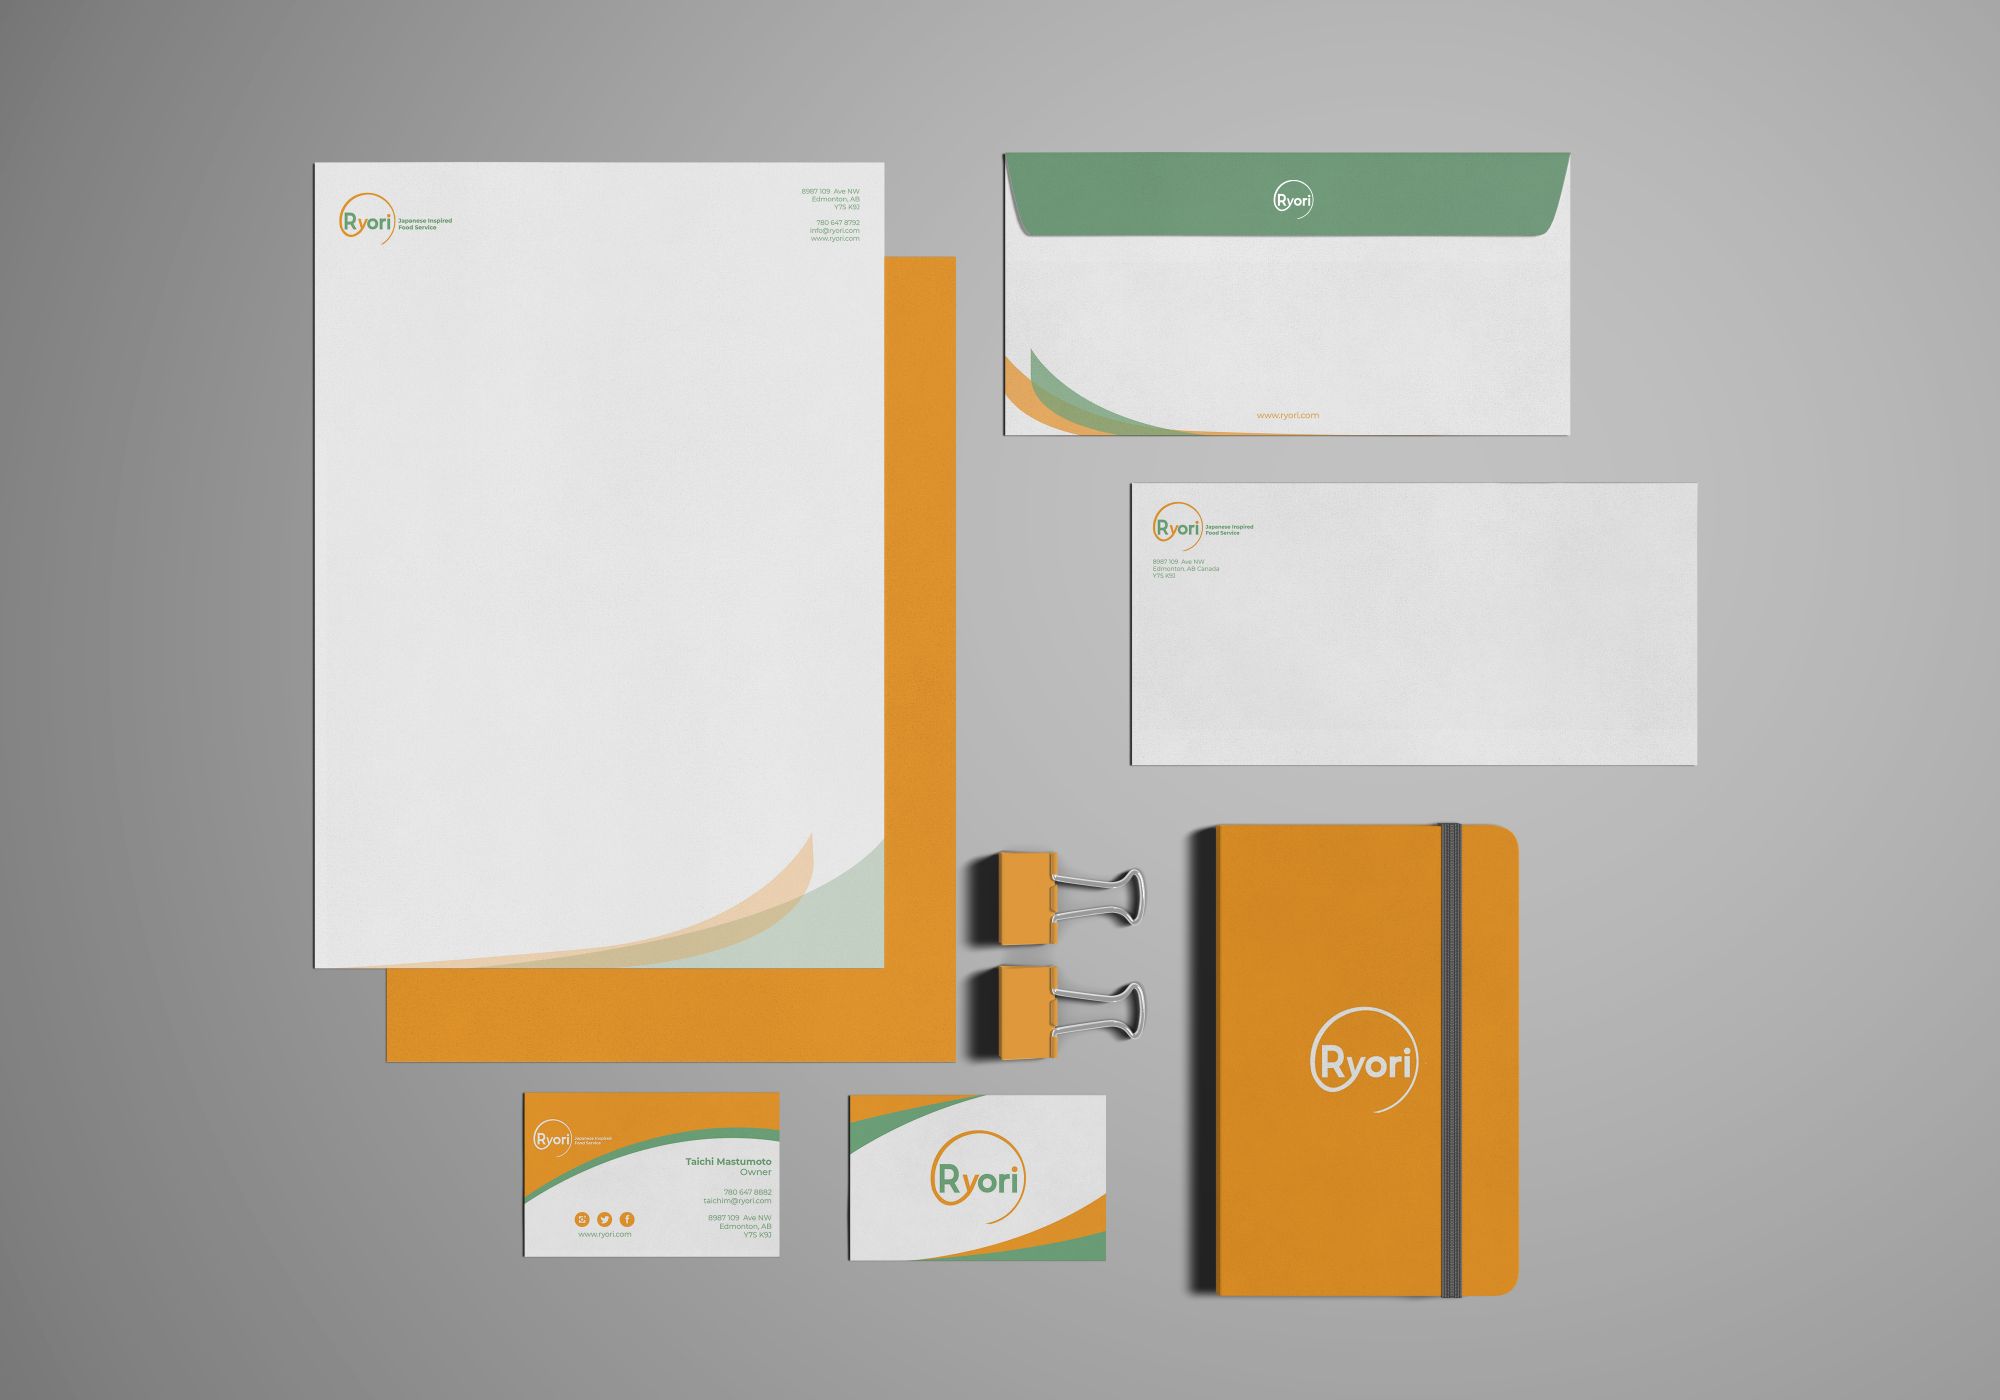 Ryori
Japanese Inspired
Food Service
8987 109 Ave NW
Edmonton, AB
Y7S K9J
780 647 8792
info@ryori.com
www.ryori.com
Ryori
www.ryori.com
Ryori
Japanese Inspired
Food Service
8987 109 Ave NW
Edmonton, AB Canada
Y7S K9J
Ryori
Japanese Inspired
Food Service
Taichi Mastumoto
Owner
780 647 8882
taichim@ryori.com
8987 109 Ave NW
Edmonton, AB
Y7S K9J
www.ryori.com
Ryori
Ryori